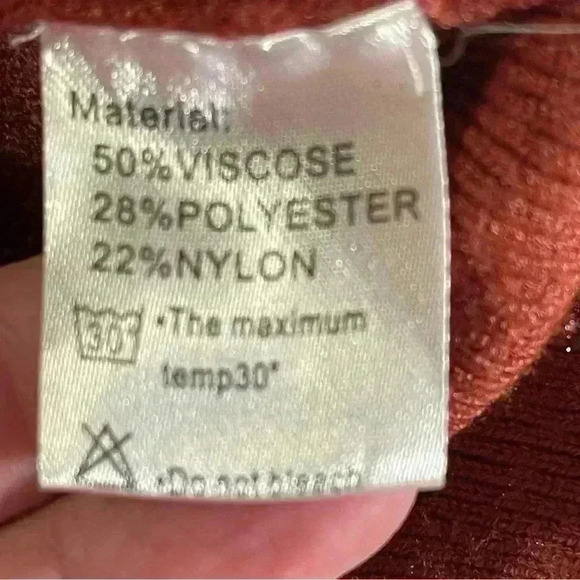 Material:
50%VISCOSE
28%POLYESTER
22%NYLON
30° •The maximum
temp30°
•Do not bleach